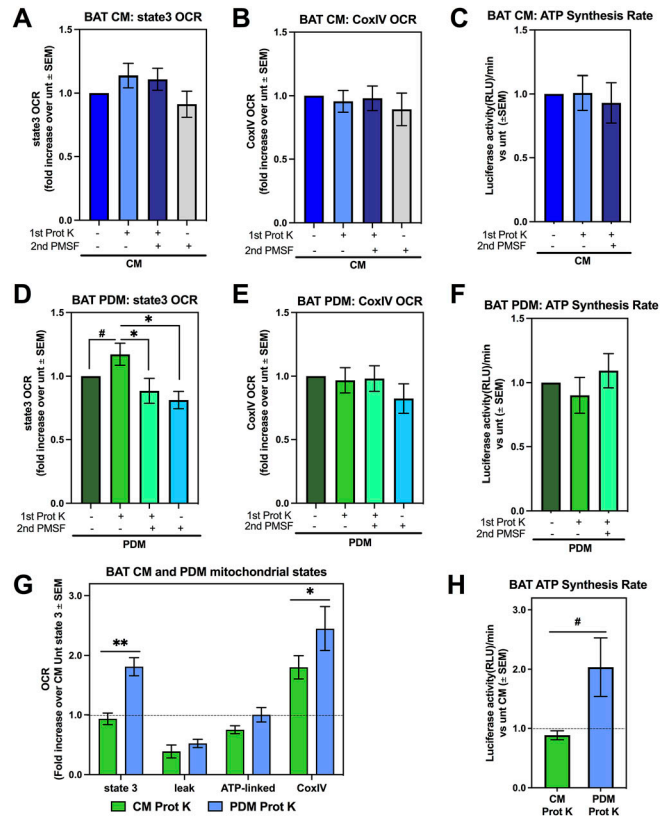 A
BAT CM: state3 OCR
state3 OCR
(fold increase over unt ± SEM)
1.5
1.0
0.5
0.0
1st Prot K - + + -
2nd PMSF - - + +
CM
B
BAT CM: CoxIV OCR
CoxIV OCR
(fold increase over unt ± SEM)
1.5
1.0
0.5
0.0
1st Prot K - + + -
2nd PMSF - - + +
CM
C
BAT CM: ATP Synthesis Rate
Luciferase activity(RLU)/min
vs unt (±SEM)
1.5
1.0
0.5
0.0
1st Prot K - + +
2nd PMSF - - +
CM
D
BAT PDM: state3 OCR
state3 OCR
(fold increase over unt ± SEM)
1.5
1.0
0.5
0.0
# * *
1st Prot K - + + -
2nd PMSF - - + +
PDM
E
BAT PDM: CoxIV OCR
CoxIV OCR
(fold increase over unt ± SEM)
1.5
1.0
0.5
0.0
1st Prot K - + + -
2nd PMSF - - + +
PDM
F
BAT PDM: ATP Synthesis Rate
Luciferase activity(RLU)/min
vs unt (± SEM)
1.5
1.0
0.5
0.0
1st Prot K - + +
2nd PMSF - - +
PDM
G
BAT CM and PDM mitochondrial states
OCR
(Fold increase over CM Unt state 3 ± SEM
3.0
2.0
1.0
0.0
** *
state 3 leak ATP-linked CoxIV
CM Prot K PDM Prot K
H
BAT ATP Synthesis Rate
Luciferase activity(RLU)/min
vs unt CM (± SEM)
3.0
2.0
1.0
0.0
#
CM PDM
Prot K Prot K